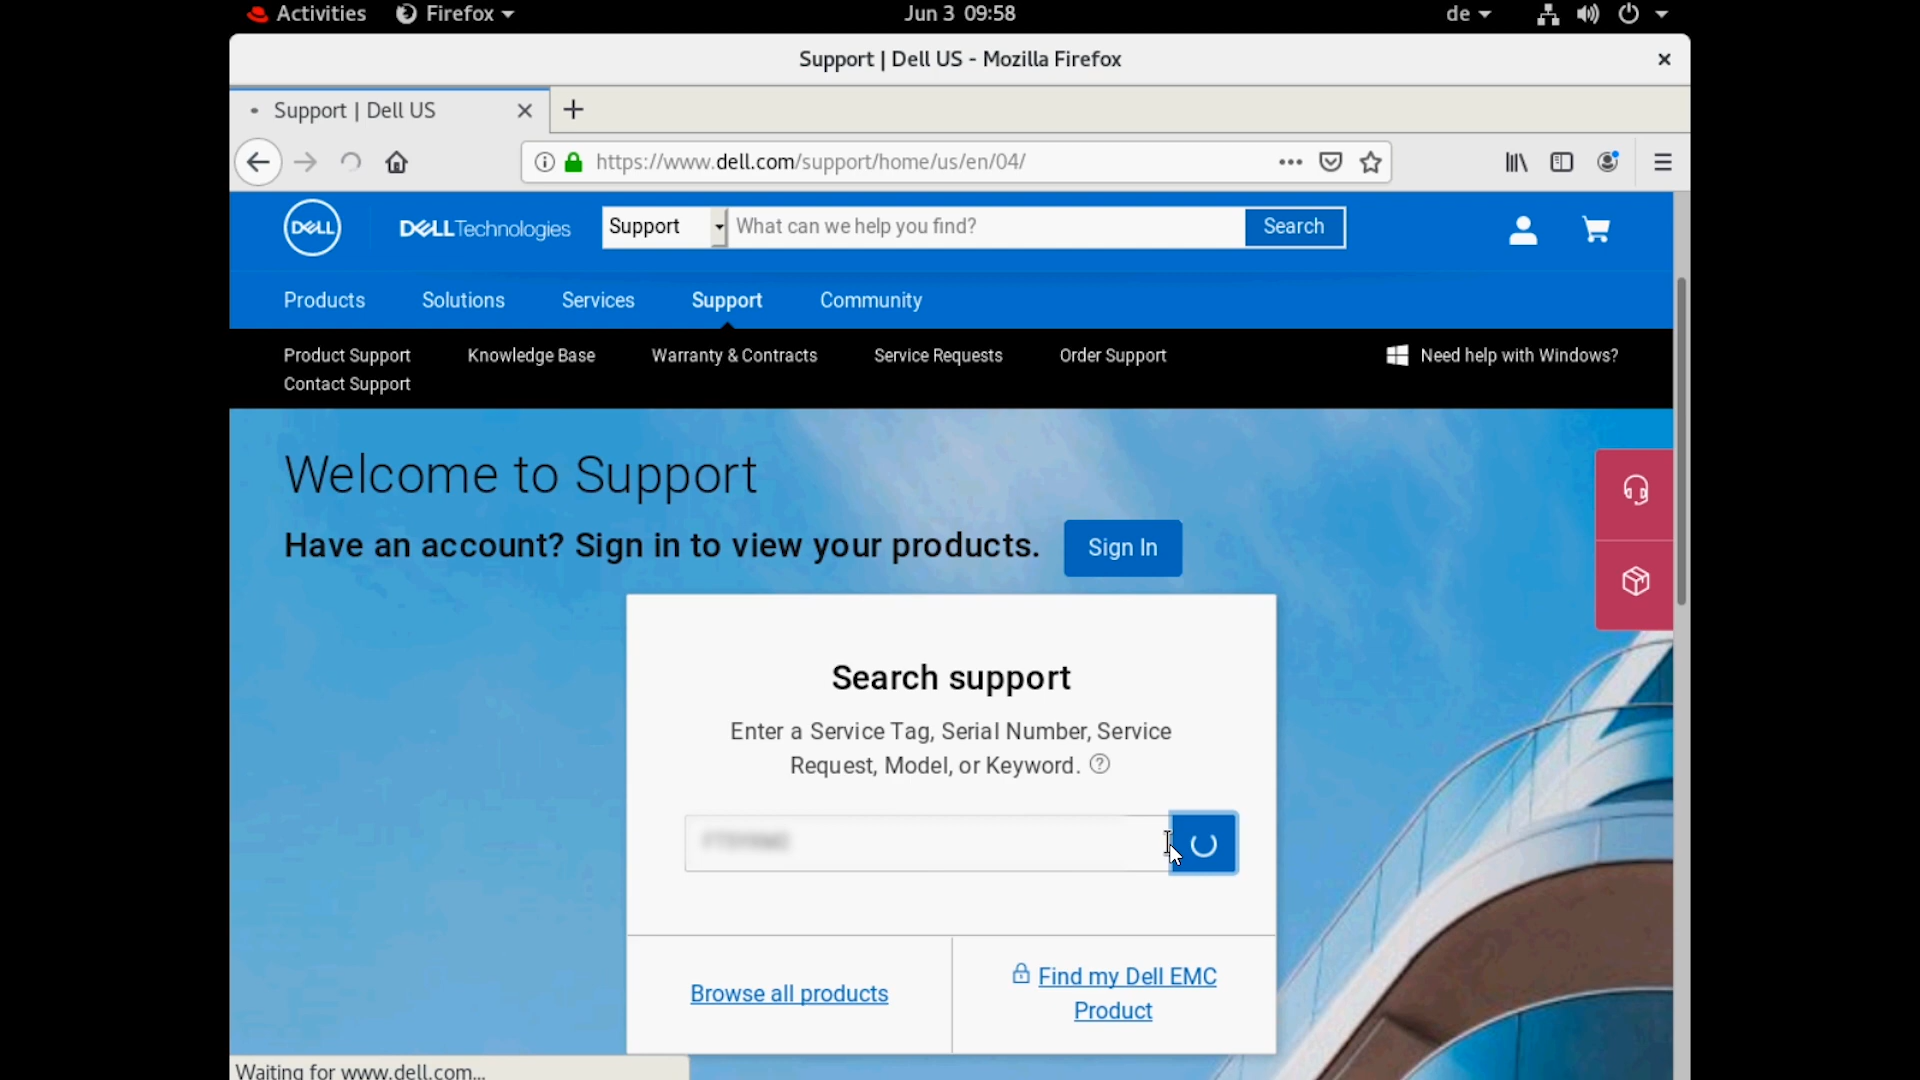 Activities Firefox Jun 3 09:58 de
Support | Dell US - Mozilla Firefox
Support | Dell US
https://www.dell.com/support/home/us/en/04/
DELL DELLTechnologies Support What can we help you find? Search
Products Solutions Services Support Community
Product Support Knowledge Base Warranty & Contracts Service Requests Order Support Need help with Windows?
Contact Support
Welcome to Support
Have an account? Sign in to view your products. Sign In
Search support
Enter a Service Tag, Serial Number, Service
Request, Model, or Keyword.
Browse all products
Find my Dell EMC
Product
Waiting for www.dell.com...